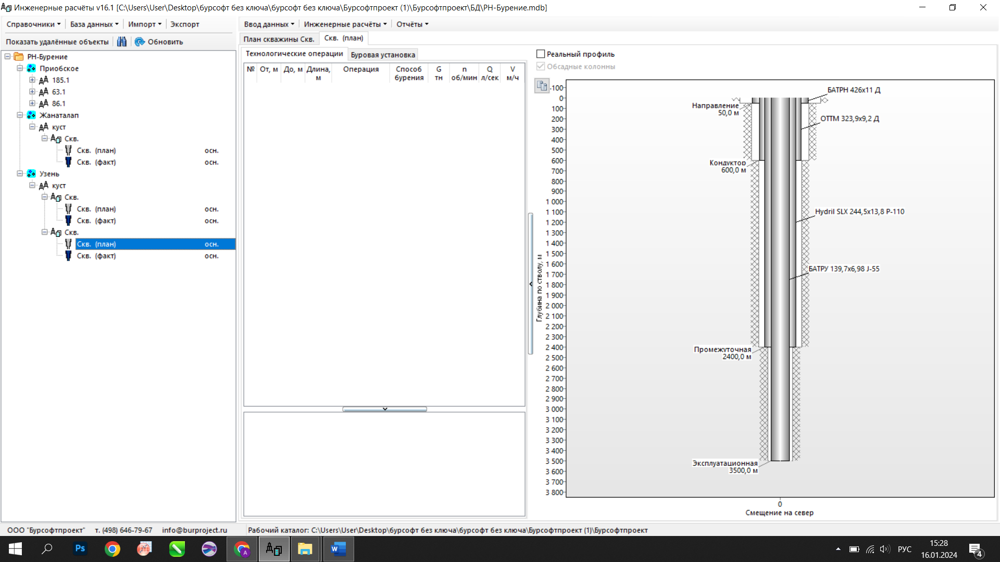 Инженерные расчёты v16.1 [C:\Users\User\Desktop\бурсофт без ключа\бурсофт без ключа\Бурсофтпроект (1)\Бурсофтпроект\БД\РН-Бурение.mdb]
Справочники База данных Импорт Экспорт
Ввод данных Инженерные расчёты Отчёты
Показать удалённые объекты Обновить
План скважины Скв. Скв. (план)
Технологические операции Буровая установка
№ От, м До, м Длина, м Операция Способ бурения G тн n об/мин Q л/сек V м/ч
РН-Бурение
Приобское
185.1
63.1
86.1
Жанаталап
куст
Скв.
Скв. (план) осн.
Скв. (факт) осн.
Узень
куст
Скв.
Скв. (план) осн.
Скв. (факт) осн.
Скв.
Скв. (план) осн.
Скв. (факт) осн.
Реальный профиль
Обсадные колонны
-100
0
100
200
300
400
500
600
700
800
900
1 000
1 100
1 200
1 300
1 400
1 500
1 600
1 700
1 800
1 900
2 000
2 100
2 200
2 300
2 400
2 500
2 600
2 700
2 800
2 900
3 000
3 100
3 200
3 300
3 400
3 500
3 600
3 700
3 800
Глубина по стволу, м
БАТРН 426x11 Д
Направление
50,0 м
ОТТМ 323,9x9,2 Д
Кондуктор
600,0 м
Hydril SLX 244,5x13,8 P-110
БАТРУ 139,7x6,98 J-55
Промежуточная
2400,0 м
Эксплуатационная
3500,0 м
0
Смещение на север
ООО "Бурсофтпроект" т. (498) 646-79-67 info@burproject.ru Рабочий каталог: C:\Users\User\Desktop\бурсофт без ключа\бурсофт без ключа\Бурсофтпроект (1)\Бурсофтпроект
Ps
A
W
РУС
15:28
16.01.2024
4